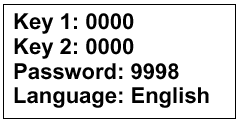 Key 1: 0000
Key 2: 0000
Password: 9998
Language: English